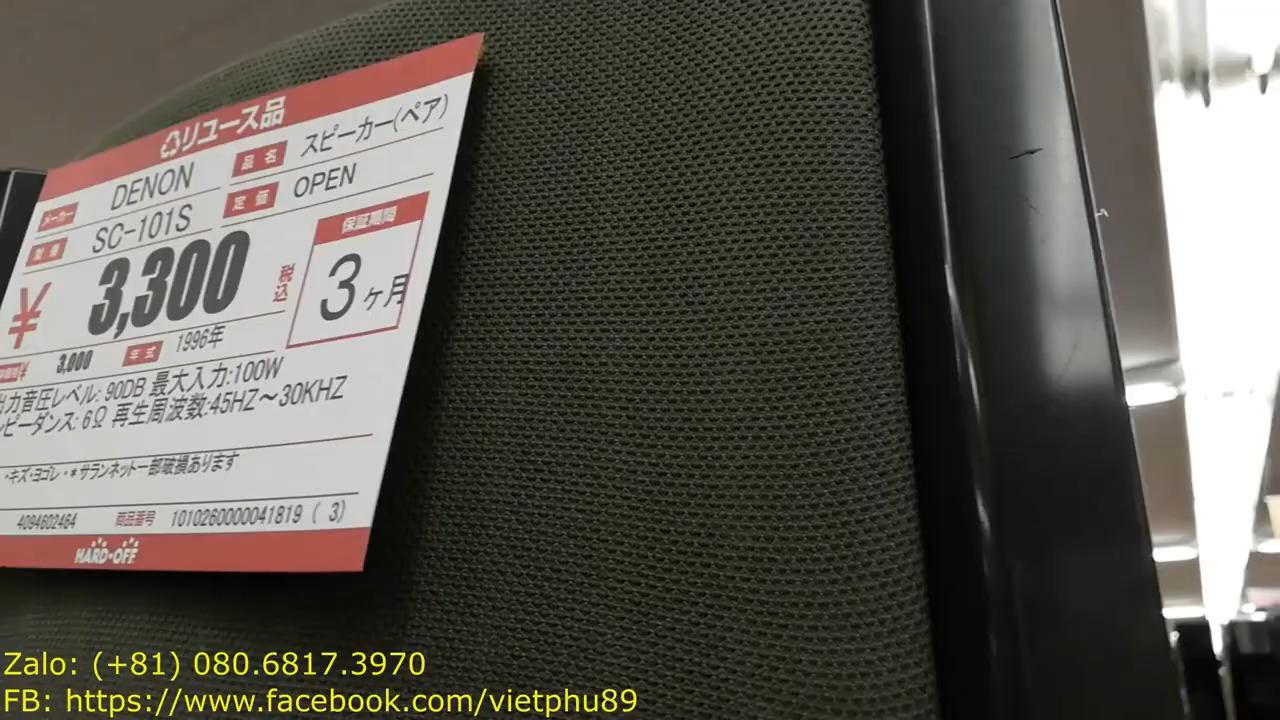 リユース品
メーカー DENON 品名 スピーカー(ペア)
型番 SC-101S 定価 OPEN
¥ 3,300 税込
保証期間
3ヶ月
3,000 年式 1996年
出力音圧レベル: 90DB 最大入力:100W
ピーダンス: 6Ω 再生周波数:45HZ～30KHZ
・キズ・ヨゴレ・*サランネット一部破損あります
4094602464 商品番号 1010260000041819 ( 3)
HARD・OFF
Zalo: (+81) 080.6817.3970
FB: https://www.facebook.com/vietphu89